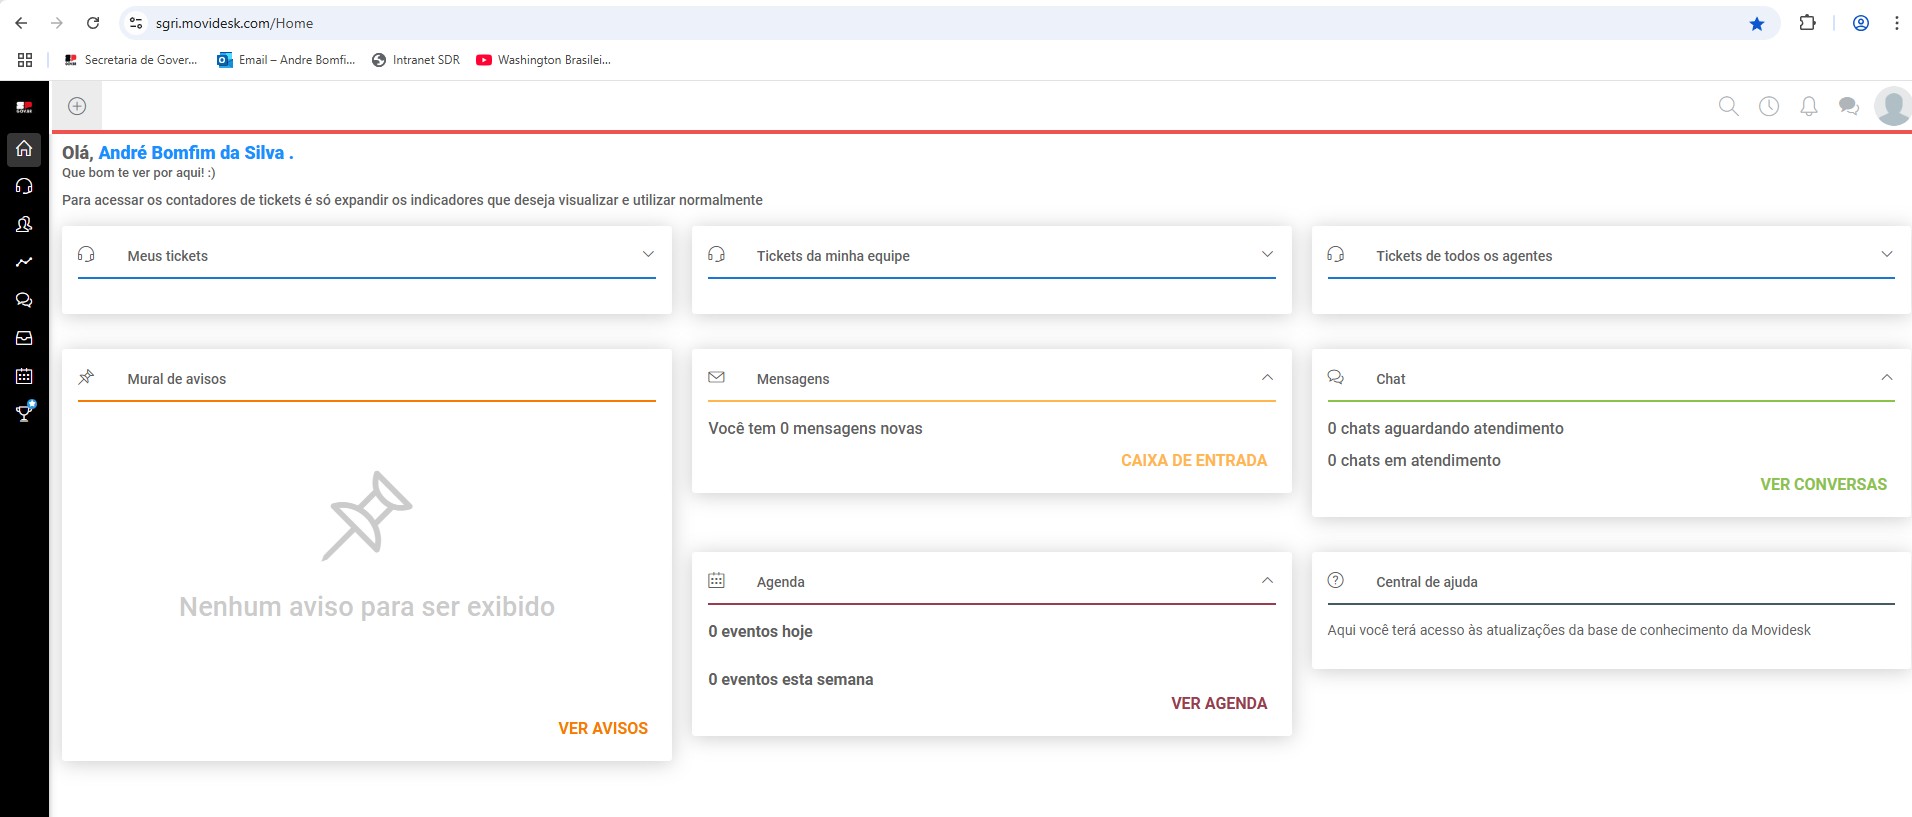 sgri.movidesk.com/Home
Secretaria de Gover...
Email – Andre Bomfi...
Intranet SDR
Washington Brasilei...
Olá, André Bomfim da Silva .
Que bom te ver por aqui! :)
Para acessar os contadores de tickets é só expandir os indicadores que deseja visualizar e utilizar normalmente
Meus tickets
Tickets da minha equipe
Tickets de todos os agentes
Mural de avisos
Nenhum aviso para ser exibido
VER AVISOS
Mensagens
Você tem 0 mensagens novas
CAIXA DE ENTRADA
Chat
0 chats aguardando atendimento
0 chats em atendimento
VER CONVERSAS
Agenda
0 eventos hoje
0 eventos esta semana
VER AGENDA
Central de ajuda
Aqui você terá acesso às atualizações da base de conhecimento da Movidesk